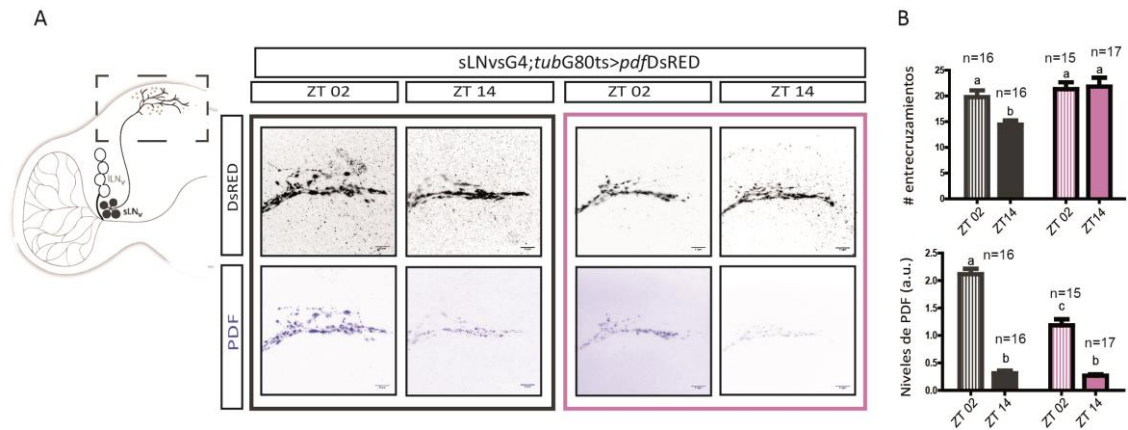 A
sLNvsG4;tubG80ts>pdfDsRED
ZT 02
ZT 14
ZT 02
ZT 14
DsRED
PDF
lLNv
sLNv
B
# entrecruzamientos
25
20
15
10
5
0
n=16
a
n=16
b
n=15
a
n=17
a
ZT 02
ZT14
ZT 02
ZT14
Niveles de PDF (a.u.)
2.5
2.0
1.5
1.0
0.5
0.0
a
n=16
n=16
b
n=15
c
n=17
b
ZT 02
ZT 14
ZT 02
ZT 14